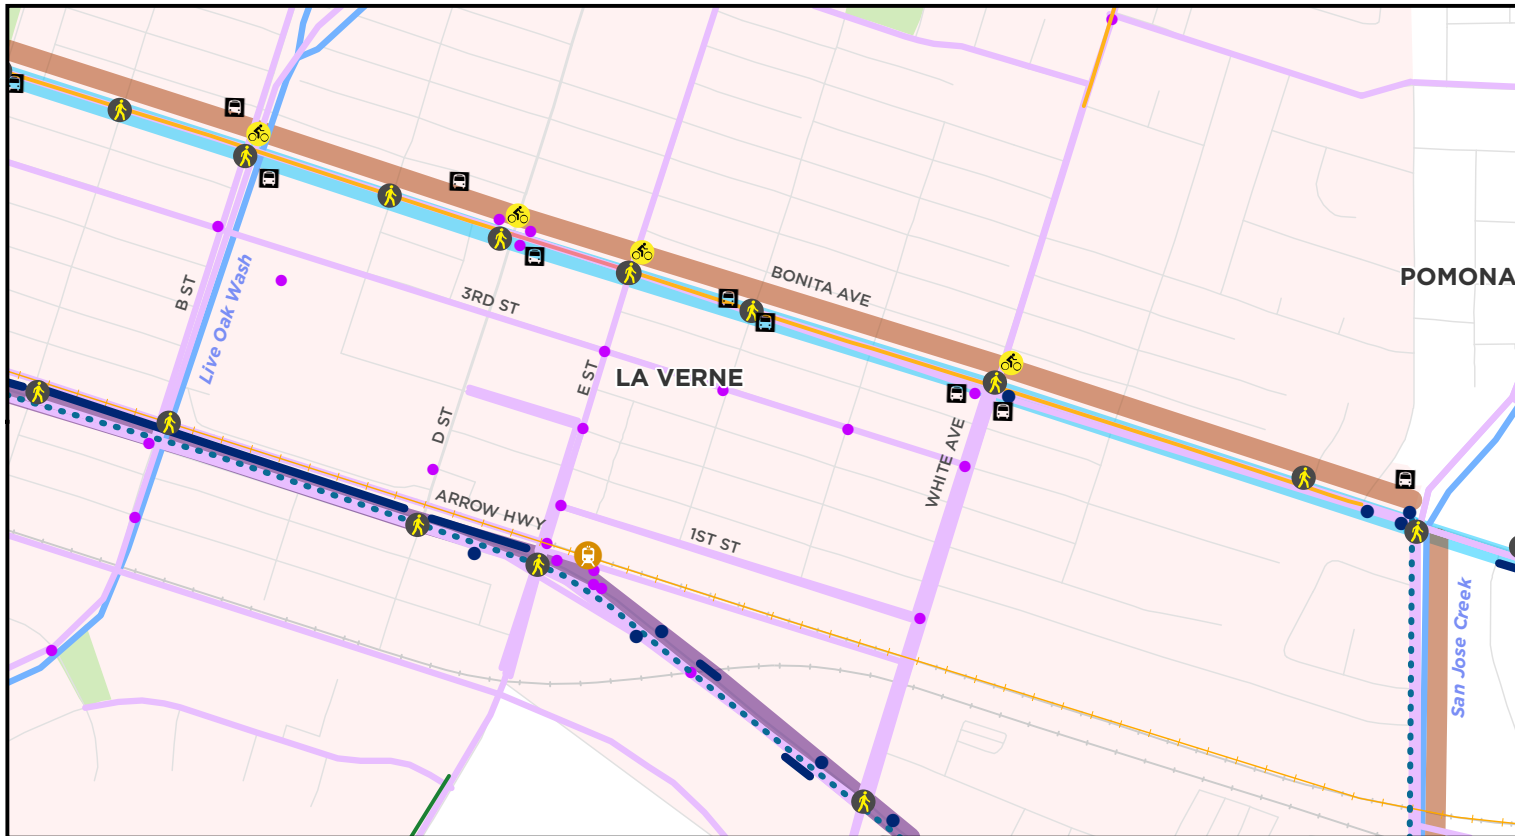 BONITA AVE
POMONA
B ST
Live Oak Wash
3RD ST
E ST
LA VERNE
D ST
WHITE AVE
ARROW HWY
1ST ST
San Jose Creek